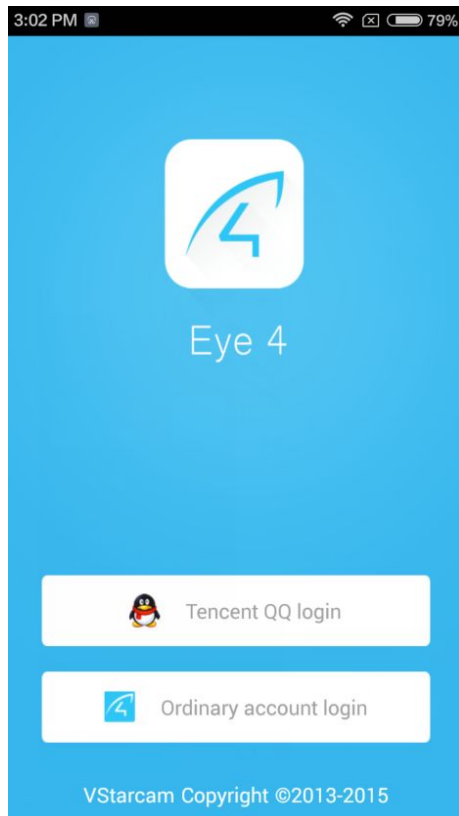 3:02 PM
79%
Eye 4
Tencent QQ login
Ordinary account login
VStarcam Copyright ©2013-2015